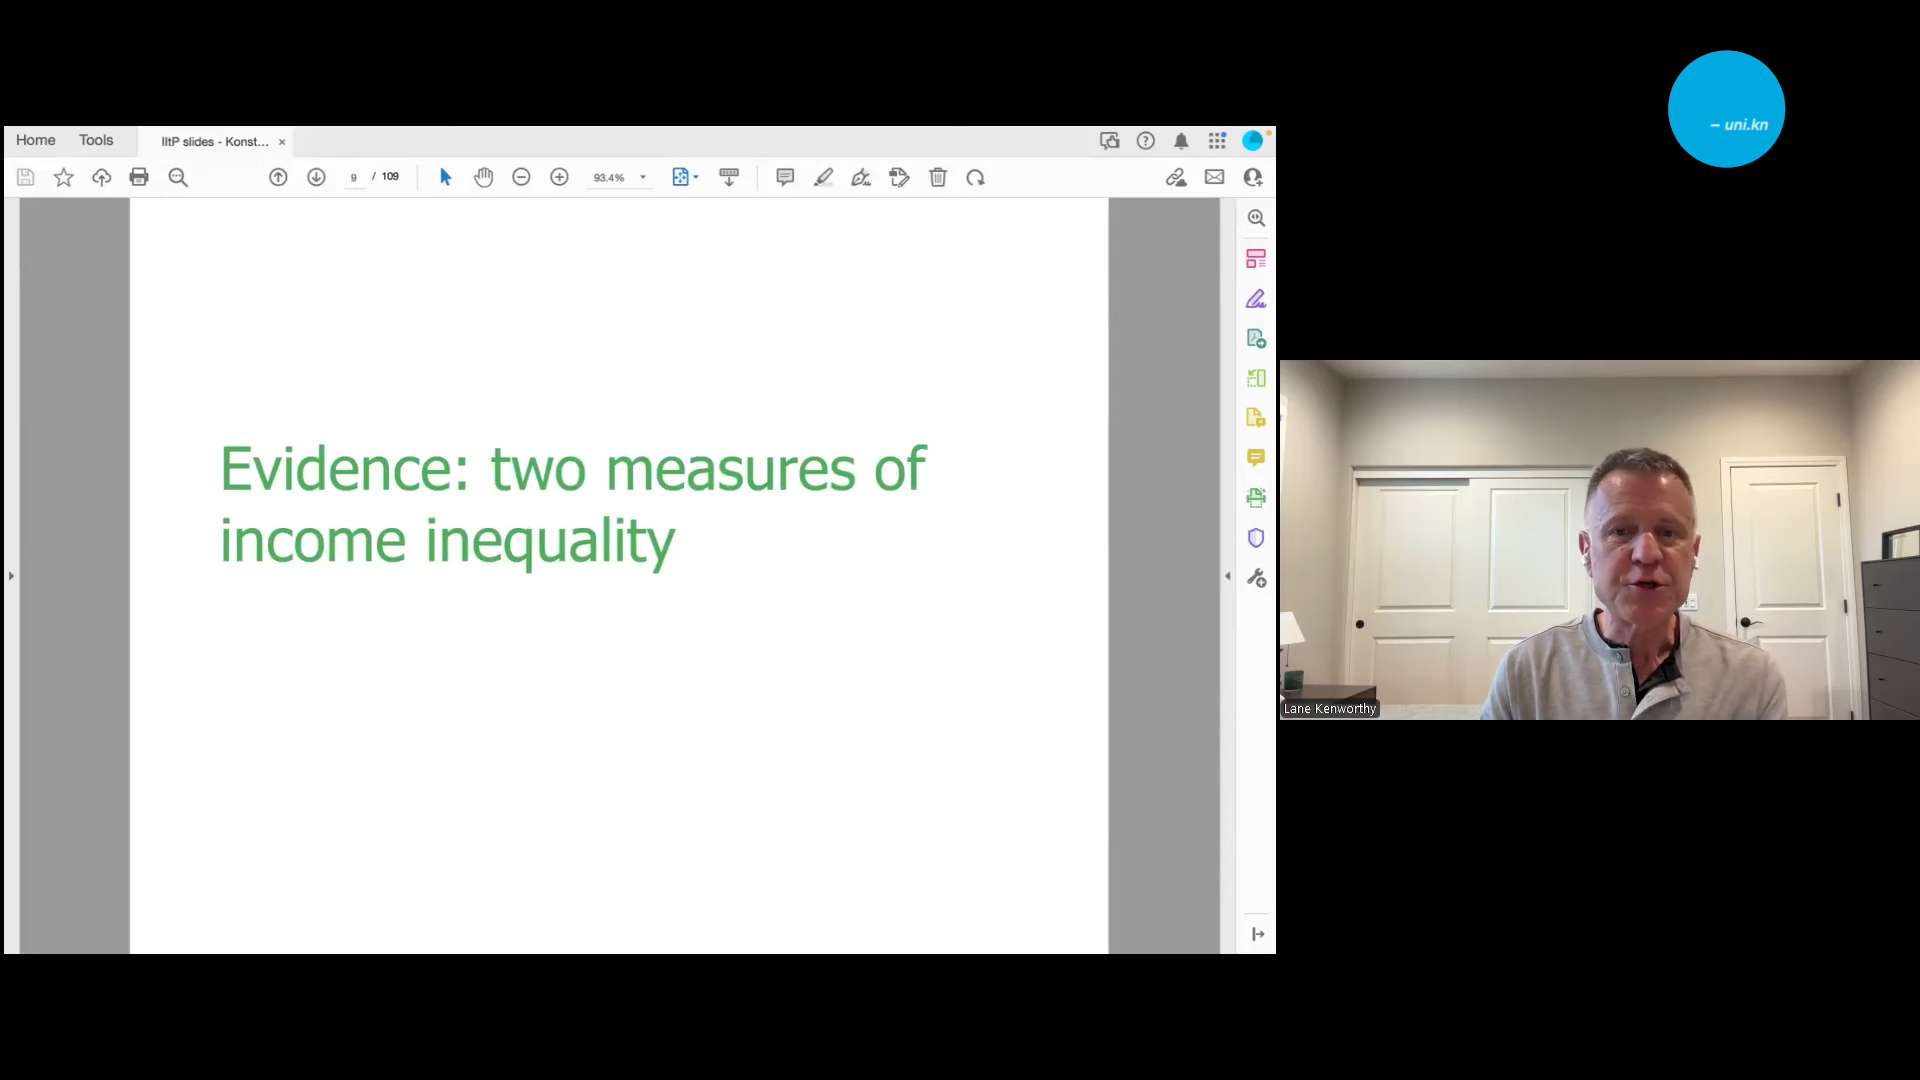 – uni.kn
Home Tools IItP slides - Konst... ×
9 / 109 93.4%
Evidence: two measures of
income inequality
Lane Kenworthy